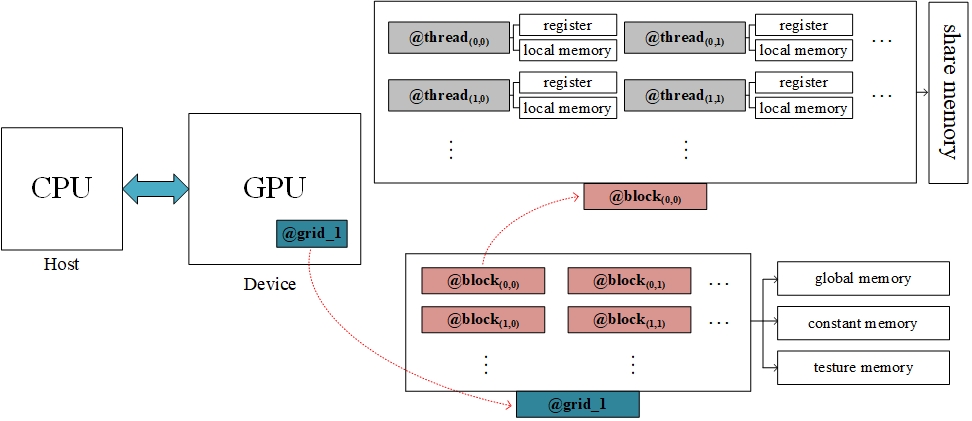 CPU
Host
GPU
@grid_1
Device
@thread(0,0)
register
local memory
@thread(0,1)
register
local memory
...
@thread(1,0)
register
local memory
@thread(1,1)
register
local memory
...
⋮
⋮
share memory
@block(0,0)
@block(0,0)
@block(0,1)
...
@block(1,0)
@block(1,1)
...
⋮
⋮
@grid_1
global memory
constant memory
testure memory